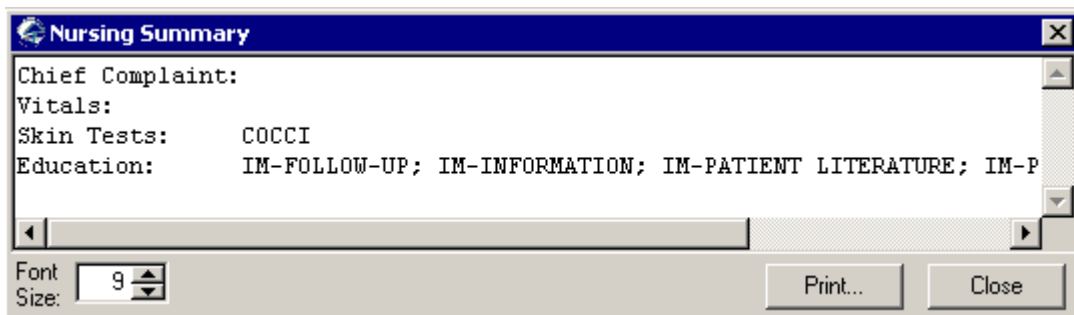 Nursing Summary
Chief Complaint:
Vitals:
Skin Tests: COCCI
Education: IM-FOLLOW-UP; IM-INFORMATION; IM-PATIENT LITERATURE; IM-P
Font
Size:
9
Print...
Close